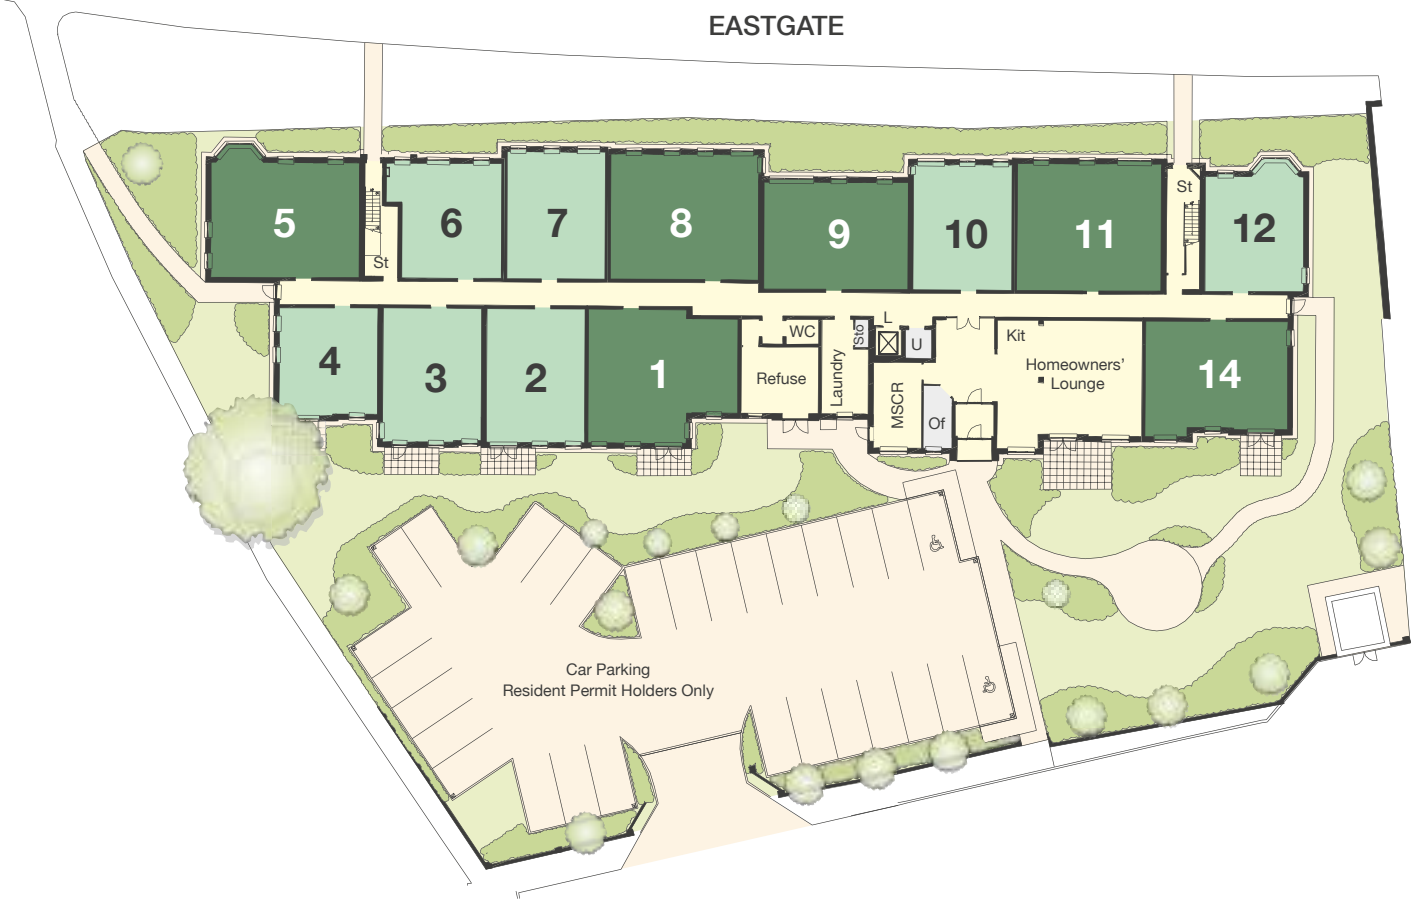 EASTGATE
5
6
7
8
9
10
11
12
St
St
4
3
2
1
WC
Refuse
Laundry
Sto
L
U
MSCR
Of
Kit
Homeowners'
Lounge
14
Car Parking
Resident Permit Holders Only